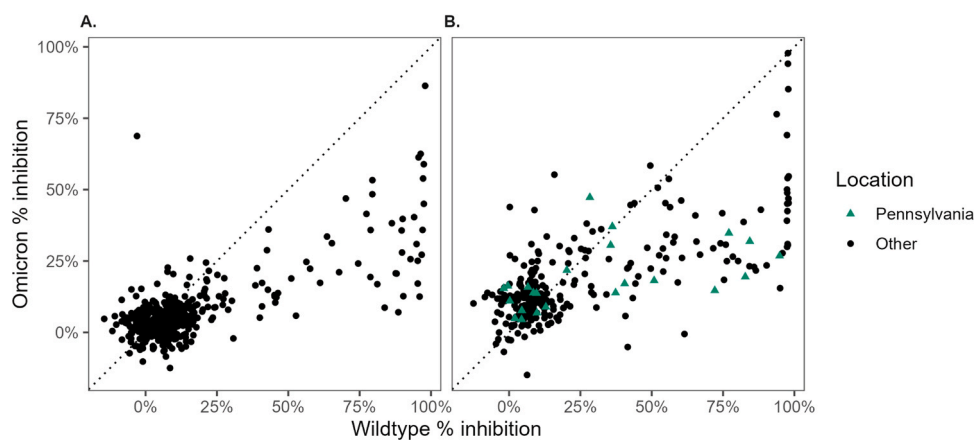 A. B.
100%
75%
50%
25%
0%
Omicron % inhibition
0% 25% 50% 75% 100% 0% 25% 50% 75% 100%
Wildtype % inhibition
Location
Pennsylvania
Other